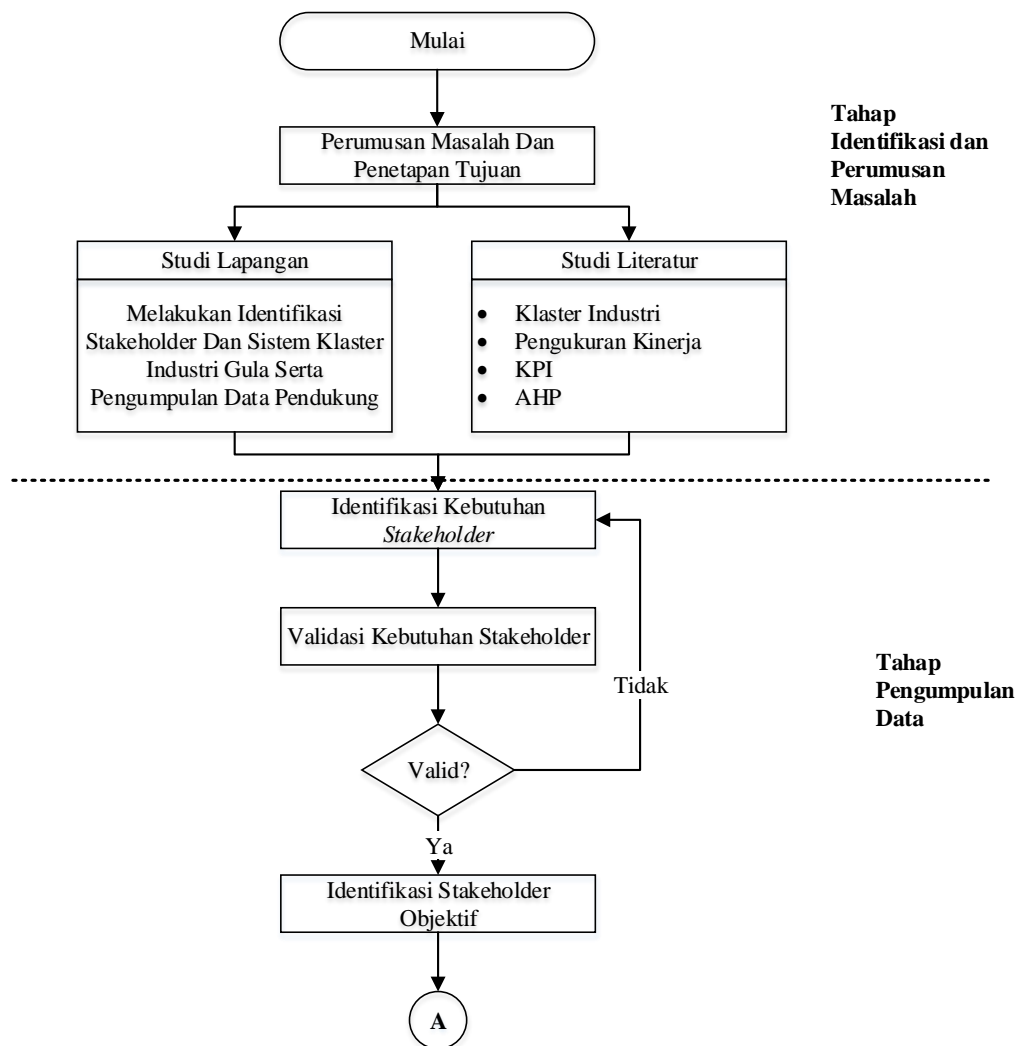 Mulai
Tahap
Identifikasi dan
Perumusan
Masalah
Perumusan Masalah Dan
Penetapan Tujuan
Studi Lapangan
Melakukan Identifikasi
Stakeholder Dan Sistem Klaster
Industri Gula Serta
Pengumpulan Data Pendukung
Studi Literatur
• Klaster Industri
• Pengukuran Kinerja
• KPI
• AHP
Identifikasi Kebutuhan
Stakeholder
Validasi Kebutuhan Stakeholder
Tidak
Tahap
Pengumpulan
Data
Valid?
Ya
Identifikasi Stakeholder
Objektif
A